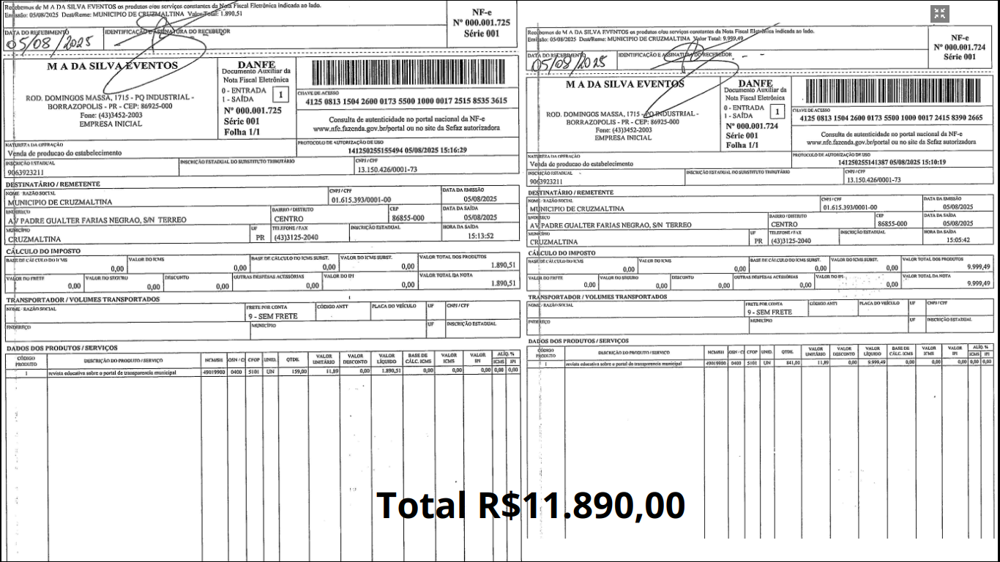 Recebemos de M A DA SILVA EVENTOS os produtos e/ou serviços constantes da Nota Fiscal Eletrônica indicada ao lado.
Emissão: 05/08/2025 Dest/Reme: MUNICIPIO DE CRUZMALTINA Valor Total: 1.890,51
NF-e
Nº 000.001.725
Série 001
DATA DO RECEBIMENTO
IDENTIFICAÇÃO E ASSINATURA DO RECEBEDOR
05/08/2025
M A DA SILVA EVENTOS
ROD. DOMINGOS MASSA, 1715 - PQ INDUSTRIAL -
BORRAZOPOLIS - PR - CEP: 86925-000
Fone: (43)3452-2003
EMPRESA INICIAL
DANFE
Documento Auxiliar da
Nota Fiscal Eletrônica
0 - ENTRADA
1 - SAÍDA
1
Nº 000.001.725
Série 001
Folha 1/1
CHAVE DE ACESSO
4125 0813 1504 2600 0173 5500 1000 0017 2515 8535 3615
Consulta de autenticidade no portal nacional da NF-e
www.nfe.fazenda.gov.br/portal ou no site da Sefaz autorizadora
NATUREZA DA OPERAÇÃO
Venda de producao do estabelecimento
PROTOCOLO DE AUTORIZAÇÃO DE USO
141250255155494 05/08/2025 15:16:29
INSCRIÇÃO ESTADUAL
9063923211
INSCRIÇÃO ESTADUAL DO SUBSTITUTO TRIBUTÁRIO
CNPJ / CPF
13.150.426/0001-73
DESTINATÁRIO / REMETENTE
NOME / RAZÃO SOCIAL
MUNICIPIO DE CRUZMALTINA
CNPJ / CPF
01.615.393/0001-00
DATA DA EMISSÃO
05/08/2025
ENDEREÇO
AV PADRE GUALTER FARIAS NEGRAO, S/N TERREO
BAIRRO / DISTRITO
CENTRO
CEP
86855-000
DATA DA SAÍDA
05/08/2025
MUNICÍPIO
CRUZMALTINA
UF
PR
TELEFONE / FAX
(43)3125-2040
INSCRIÇÃO ESTADUAL
HORA DA SAÍDA
15:13:52
CÁLCULO DO IMPOSTO
BASE DE CÁLCULO DO ICMS
0,00
VALOR DO ICMS
0,00
BASE DE CÁLCULO DO ICMS SUBST.
0,00
VALOR DO ICMS SUBST.
0,00
VALOR TOTAL DOS PRODUTOS
1.890,51
VALOR DO FRETE
0,00
VALOR DO SEGURO
0,00
DESCONTO
0,00
OUTRAS DESPESAS ACESSÓRIAS
0,00
VALOR DO IPI
0,00
VALOR TOTAL DA NOTA
1.890,51
TRANSPORTADOR / VOLUMES TRANSPORTADOS
NOME / RAZÃO SOCIAL
FRETE POR CONTA
9 - SEM FRETE
CÓDIGO ANTT
PLACA DO VEÍCULO
UF
CNPJ / CPF
ENDEREÇO
MUNICÍPIO
UF
INSCRIÇÃO ESTADUAL
DADOS DOS PRODUTOS / SERVIÇOS
CÓDIGO PRODUTO DESCRIÇÃO DO PRODUTO / SERVIÇO NCM/SH CFOP UNID. QTDE. VALOR UNITÁRIO VALOR DESCONTO VALOR LÍQUIDO BASE DE CÁLC. ICMS VALOR ICMS VALOR IPI ALÍQ. % ICMS IPI
1 revista educativa sobre o portal de transparencia municipal 49019900 0400 5101 UN 159,00 11,89 0,00 1.890,51 0,00 0,00 0,00 0,00 0,00
Recebemos de M A DA SILVA EVENTOS os produtos e/ou serviços constantes da Nota Fiscal Eletrônica indicada ao lado.
Emissão: 05/08/2025 Dest/Reme: MUNICIPIO DE CRUZMALTINA Valor Total: 9.999,49
NF-e
Nº 000.001.724
Série 001
DATA DO RECEBIMENTO
IDENTIFICAÇÃO E ASSINATURA DO RECEBEDOR
05/08/2025
M A DA SILVA EVENTOS
ROD. DOMINGOS MASSA, 1715 - PQ INDUSTRIAL -
BORRAZOPOLIS - PR - CEP: 86925-000
Fone: (43)3452-2003
EMPRESA INICIAL
DANFE
Documento Auxiliar da
Nota Fiscal Eletrônica
0 - ENTRADA
1 - SAÍDA
1
Nº 000.001.724
Série 001
Folha 1/1
CHAVE DE ACESSO
4125 0813 1504 2600 0173 5500 1000 0017 2415 8390 2665
Consulta de autenticidade no portal nacional da NF-e
www.nfe.fazenda.gov.br/portal ou no site da Sefaz autorizadora
NATUREZA DA OPERAÇÃO
Venda de producao do estabelecimento
PROTOCOLO DE AUTORIZAÇÃO DE USO
141250255141387 05/08/2025 15:10:19
INSCRIÇÃO ESTADUAL
9063923211
INSCRIÇÃO ESTADUAL DO SUBSTITUTO TRIBUTÁRIO
CNPJ / CPF
13.150.426/0001-73
DESTINATÁRIO / REMETENTE
NOME / RAZÃO SOCIAL
MUNICIPIO DE CRUZMALTINA
CNPJ / CPF
01.615.393/0001-00
DATA DA EMISSÃO
05/08/2025
ENDEREÇO
AV PADRE GUALTER FARIAS NEGRAO, S/N TERREO
BAIRRO / DISTRITO
CENTRO
CEP
86855-000
DATA DA SAÍDA
05/08/2025
MUNICÍPIO
CRUZMALTINA
UF
PR
TELEFONE / FAX
(43)3125-2040
INSCRIÇÃO ESTADUAL
HORA DA SAÍDA
15:05:42
CÁLCULO DO IMPOSTO
BASE DE CÁLCULO DO ICMS
0,00
VALOR DO ICMS
0,00
BASE DE CÁLCULO DO ICMS SUBST.
0,00
VALOR DO ICMS SUBST.
0,00
VALOR TOTAL DOS PRODUTOS
9.999,49
VALOR DO FRETE
0,00
VALOR DO SEGURO
0,00
DESCONTO
0,00
OUTRAS DESPESAS ACESSÓRIAS
0,00
VALOR DO IPI
0,00
VALOR TOTAL DA NOTA
9.999,49
TRANSPORTADOR / VOLUMES TRANSPORTADOS
NOME / RAZÃO SOCIAL
FRETE POR CONTA
9 - SEM FRETE
CÓDIGO ANTT
PLACA DO VEÍCULO
UF
CNPJ / CPF
ENDEREÇO
MUNICÍPIO
UF
INSCRIÇÃO ESTADUAL
DADOS DOS PRODUTOS / SERVIÇOS
CÓDIGO PRODUTO DESCRIÇÃO DO PRODUTO / SERVIÇO NCM/SH CFOP UNID. QTDE. VALOR UNITÁRIO VALOR DESCONTO VALOR LÍQUIDO BASE DE CÁLC. ICMS VALOR ICMS VALOR IPI ALÍQ. % ICMS IPI
1 revista educativa sobre o portal de transparencia municipal 49019900 0400 5101 UN 841,00 11,89 0,00 9.999,49 0,00 0,00 0,00 0,00 0,00
Total R$11.890,00